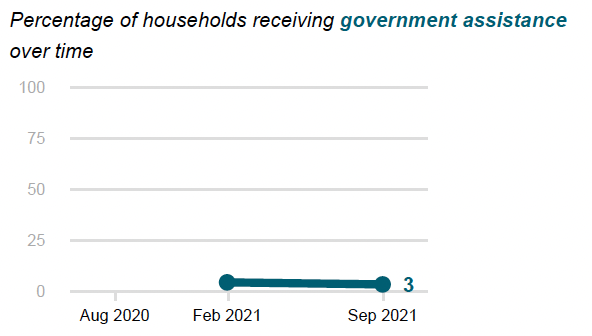 Percentage of households receiving government assistance
over time
100
75
50
25
0
3
Aug 2020 Feb 2021 Sep 2021